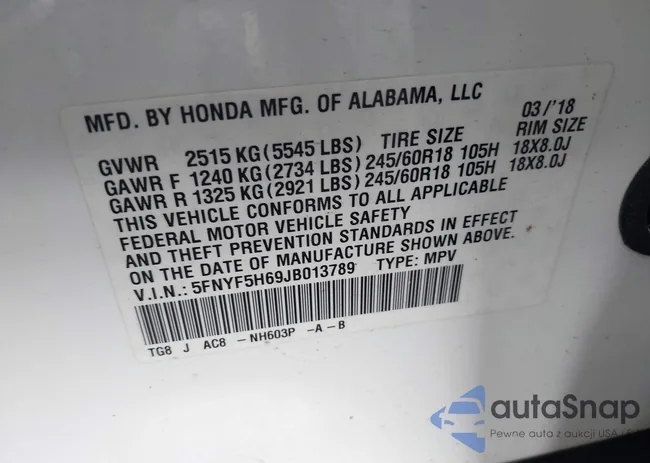 MFD. BY HONDA MFG. OF ALABAMA, LLC 03/'18
GVWR 2515 KG (5545 LBS) TIRE SIZE RIM SIZE
GAWR F 1240 KG (2734 LBS) 245/60R18 105H 18X8.0J
GAWR R 1325 KG (2921 LBS) 245/60R18 105H 18X8.0J
THIS VEHICLE CONFORMS TO ALL APPLICABLE
FEDERAL MOTOR VEHICLE SAFETY
AND THEFT PREVENTION STANDARDS IN EFFECT
ON THE DATE OF MANUFACTURE SHOWN ABOVE.
V.I.N.: 5FNYF5H69JB013789 TYPE: MPV
TG8 J AC8 - NH603P -A - B
autaSnap
Pewne auta z aukcji USA i